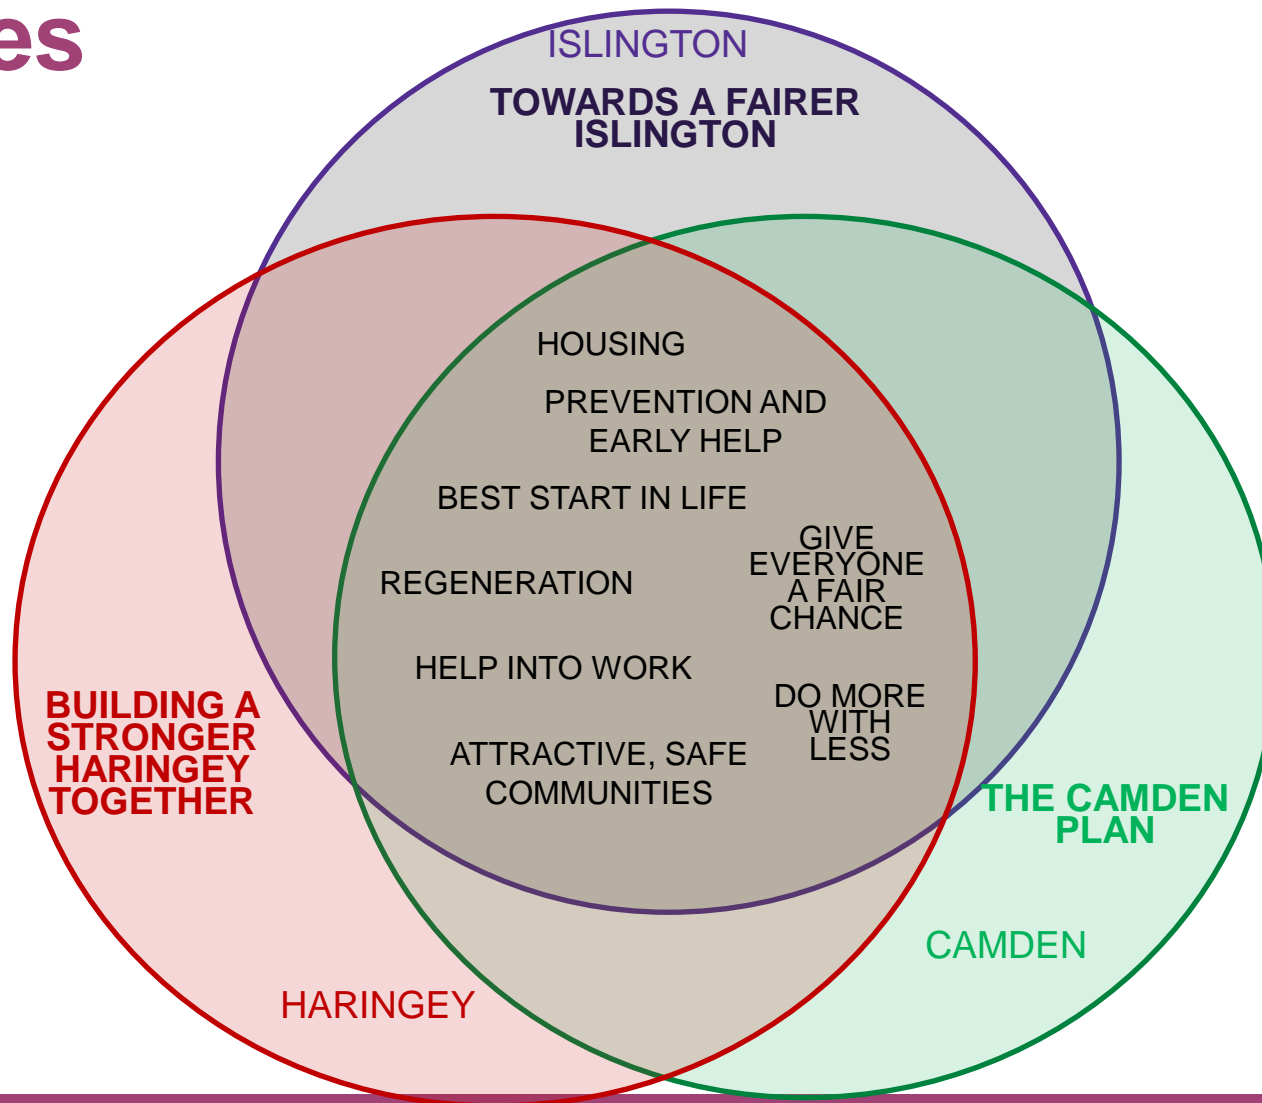 es
ISLINGTON
TOWARDS A FAIRER
ISLINGTON
HOUSING
PREVENTION AND
EARLY HELP
BEST START IN LIFE
GIVE
EVERYONE
A FAIR
CHANCE
REGENERATION
HELP INTO WORK
DO MORE
WITH
LESS
ATTRACTIVE, SAFE
COMMUNITIES
BUILDING A
STRONGER
HARINGEY
TOGETHER
THE CAMDEN
PLAN
CAMDEN
HARINGEY